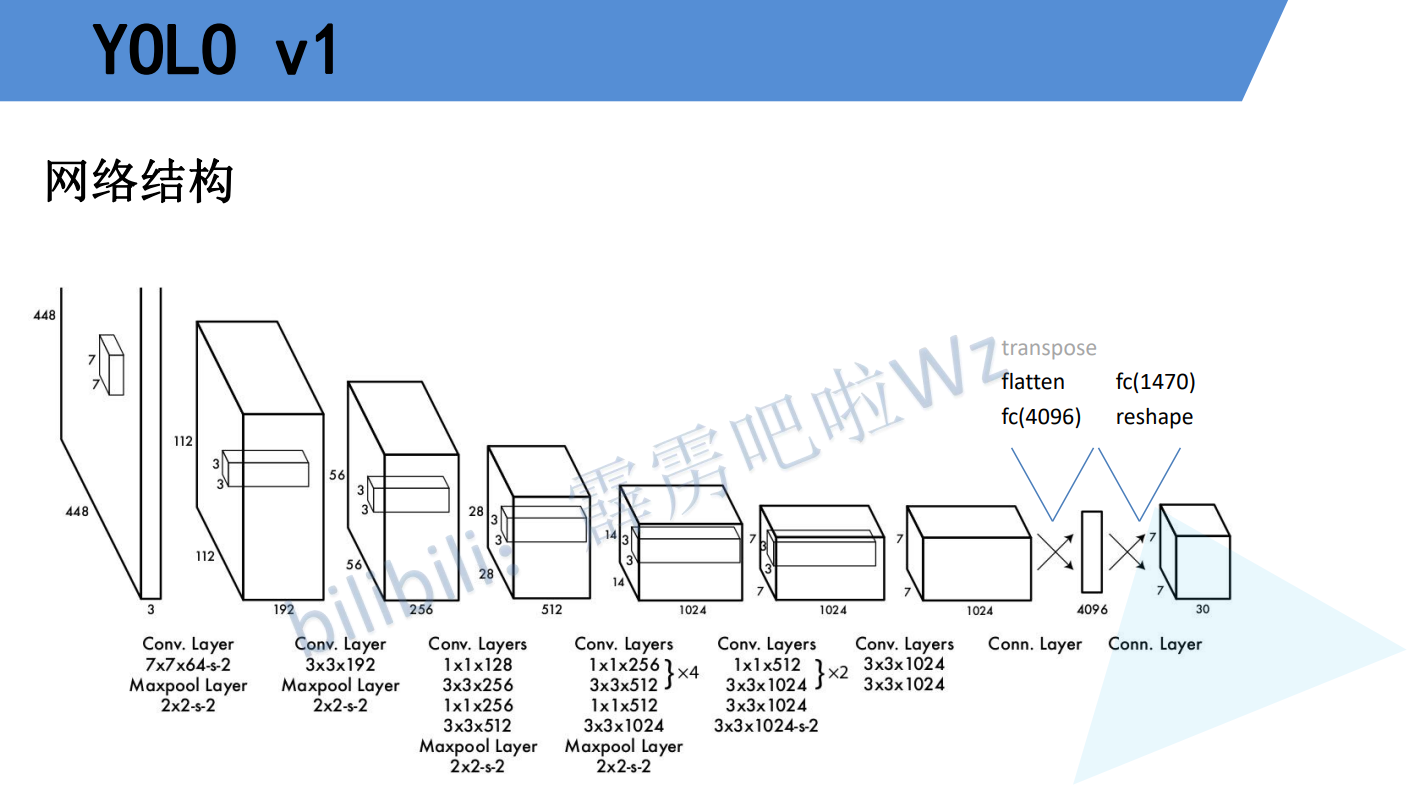 YOLO v1
网络结构
448
7
7
448
3
112
3
3
112
192
56
3
3
56
256
28
3
3
28
512
14
3
3
14
1024
7
3
3
7
1024
7
7
1024
transpose
flatten
fc(4096)
fc(1470)
reshape
4096
7
7
30
Conv. Layer
7x7x64-s-2
Maxpool Layer
2x2-s-2
Conv. Layer
3x3x192
Maxpool Layer
2x2-s-2
Conv. Layers
1x1x128
3x3x256
1x1x256
3x3x512
Maxpool Layer
2x2-s-2
Conv. Layers
1x1x256
3x3x512
}×4
1x1x512
3x3x1024
Maxpool Layer
2x2-s-2
Conv. Layers
1x1x512
3x3x1024
}×2
3x3x1024
3x3x1024-s-2
Conv. Layers
3x3x1024
3x3x1024
Conn. Layer
Conn. Layer
bilibili：霹雳吧啦Wz